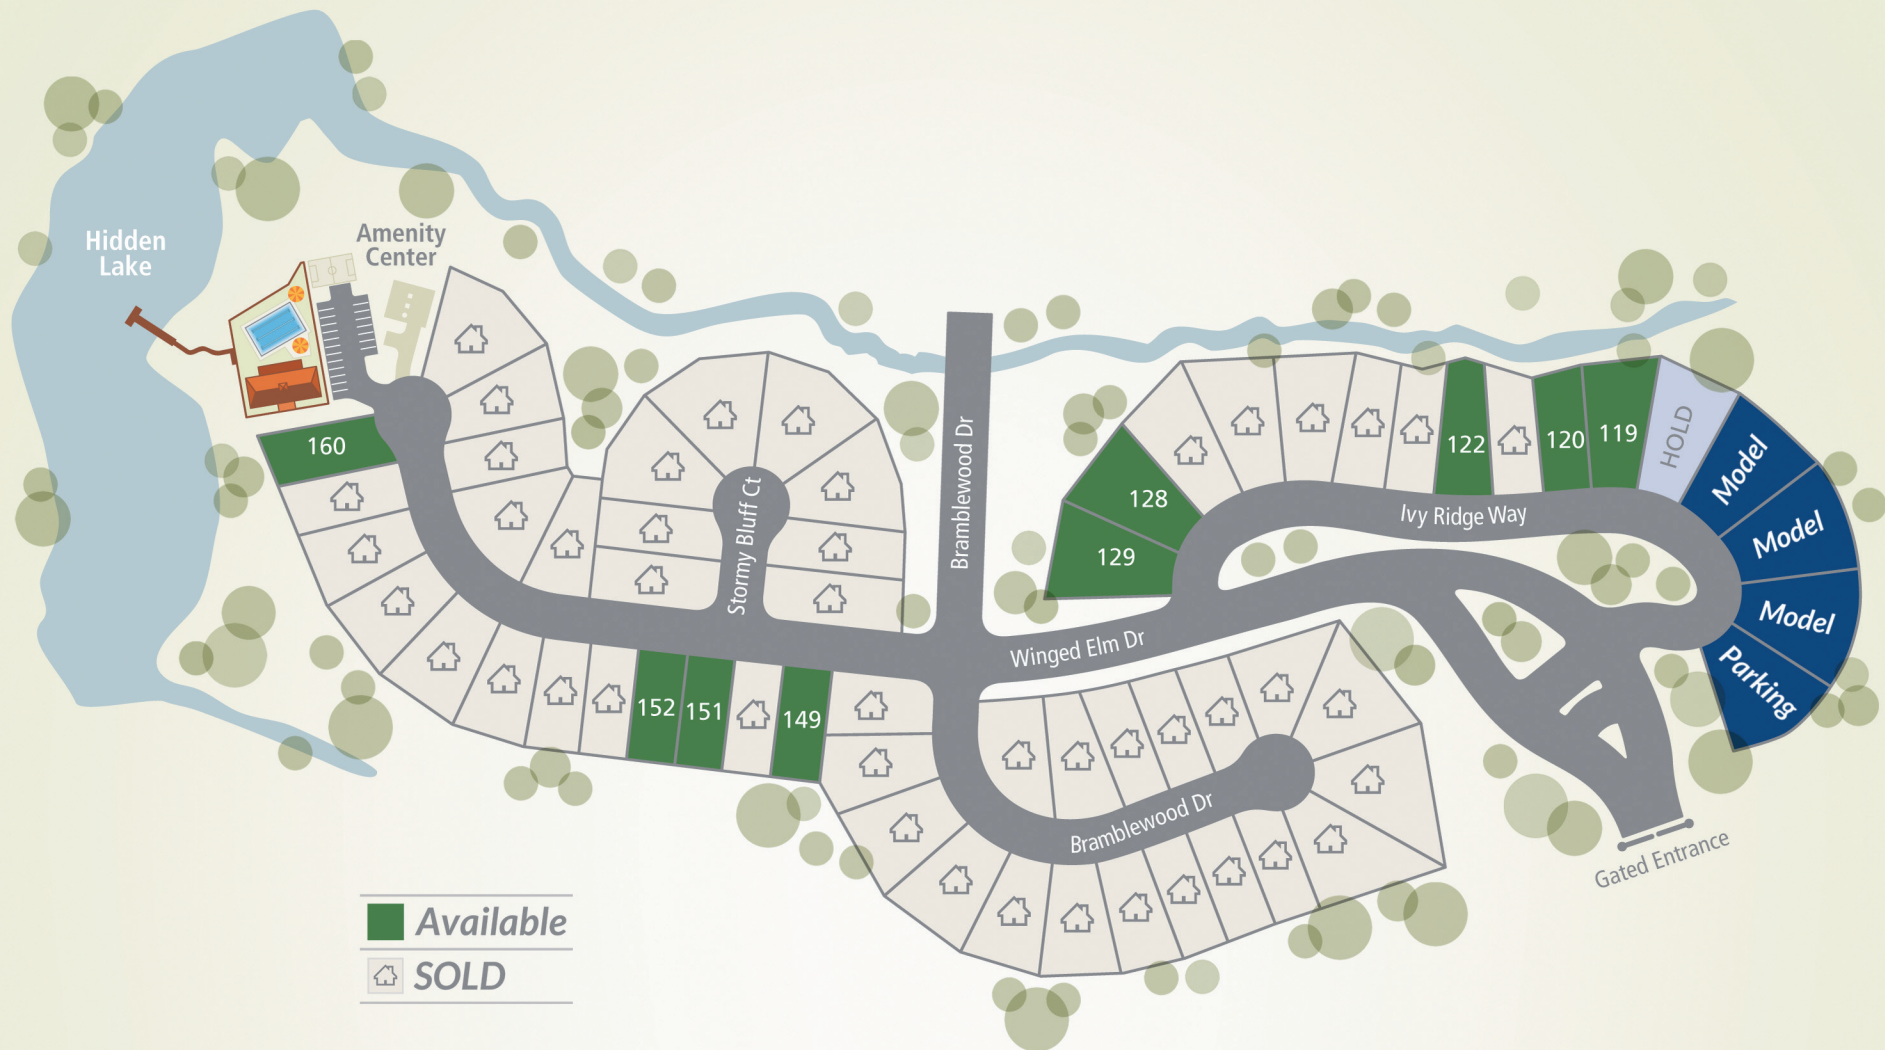 Hidden
Lake
Amenity
Center
160
152
151
149
Stormy Bluff Ct
Bramblewood Dr
Winged Elm Dr
Bramblewood Dr
128
129
122
120
119
HOLD
Ivy Ridge Way
Model
Model
Model
Parking
Gated Entrance
Available
SOLD